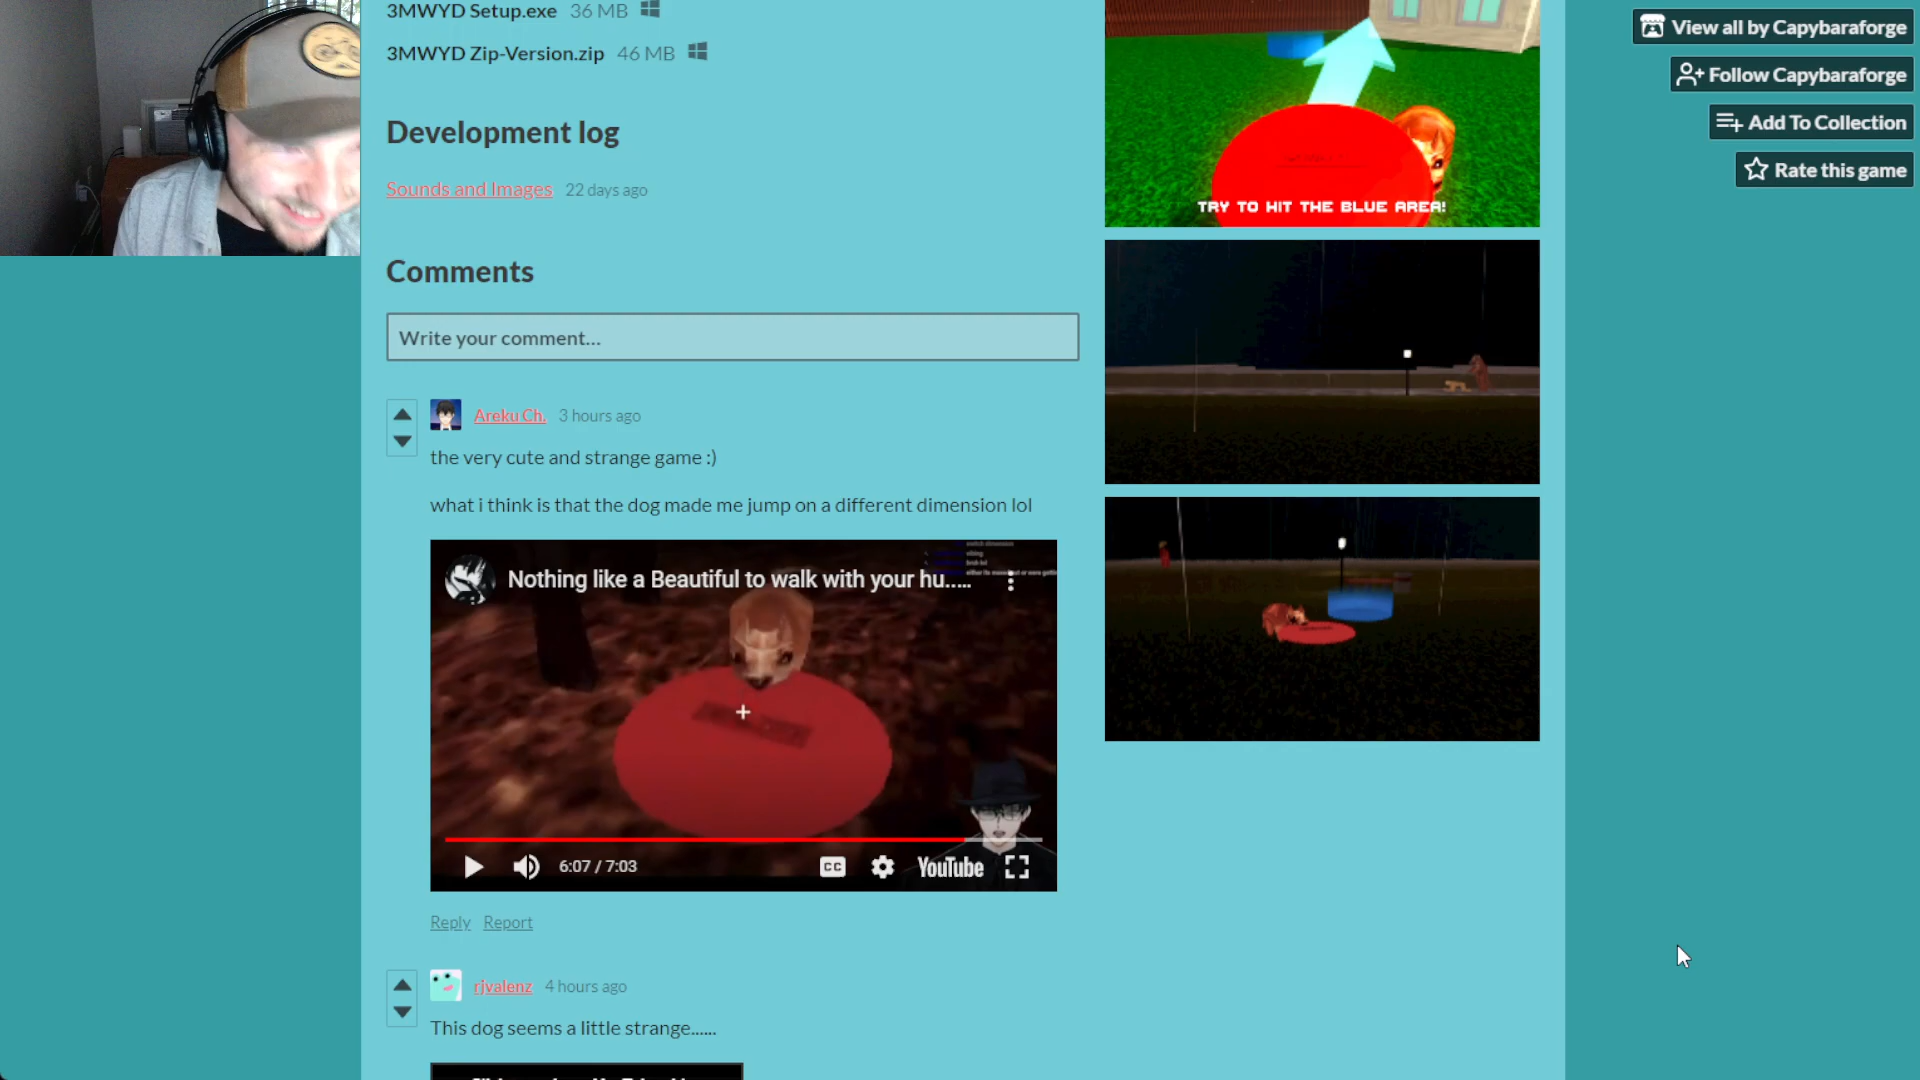 3MWYD Setup.exe 36 MB
3MWYD Zip-Version.zip 46 MB
Development log
Sounds and Images 22 days ago
Comments
Write your comment...
Areku Ch. 3 hours ago
the very cute and strange game :)
what i think is that the dog made me jump on a different dimension lol
Nothing like a Beautiful to walk with your hu.....
6:07 / 7:03
CC
YouTube
Reply Report
rjvalenz 4 hours ago
This dog seems a little strange......
TRY TO HIT THE BLUE AREA!
View all by Capybaraforge
Follow Capybaraforge
Add To Collection
Rate this game